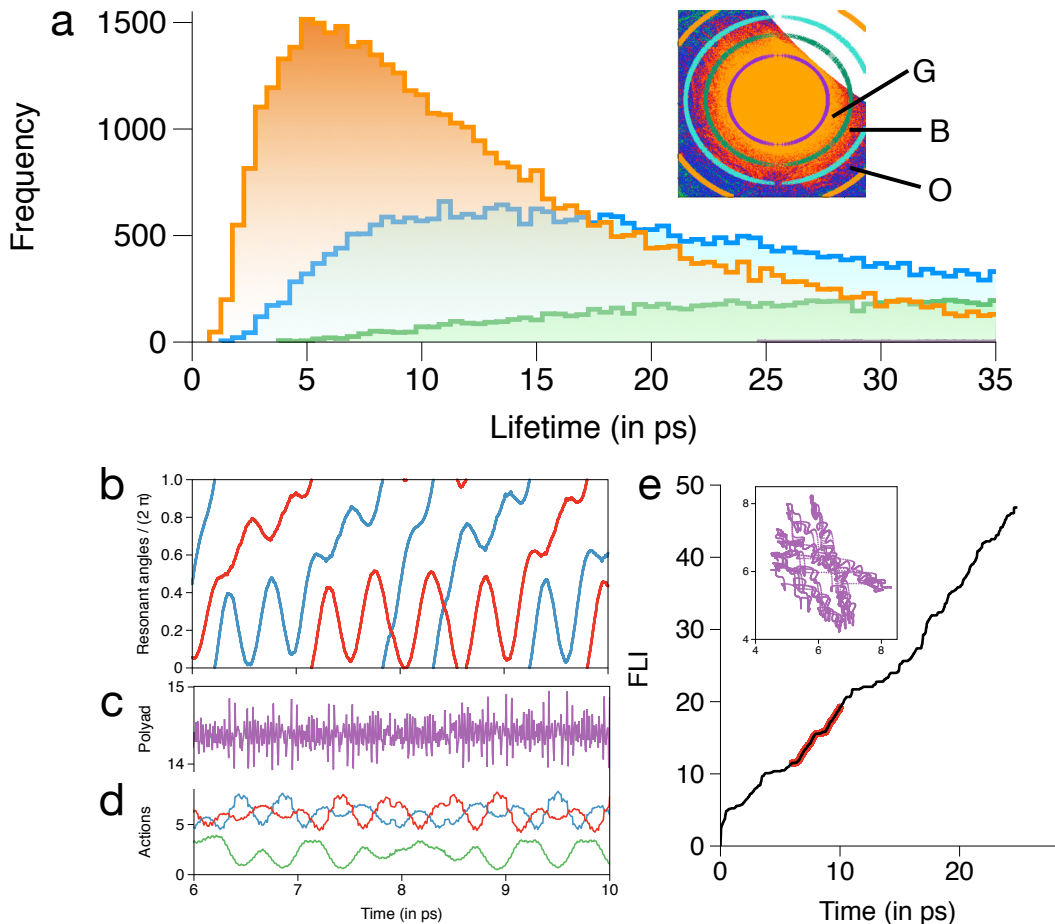 a
1500
1000
500
0
Frequency
0 5 10 15 20 25 30 35
Lifetime (in ps)
G
B
O
b
1.0
0.8
0.6
0.4
0.2
0
Resonant angles / (2 π)
c
15
14
Polyad
d
5
0
Actions
6 7 8 9 10
Time (in ps)
e
50
40
30
20
10
0
FLI
8
6
4
4 6 8
0 10 20
Time (in ps)